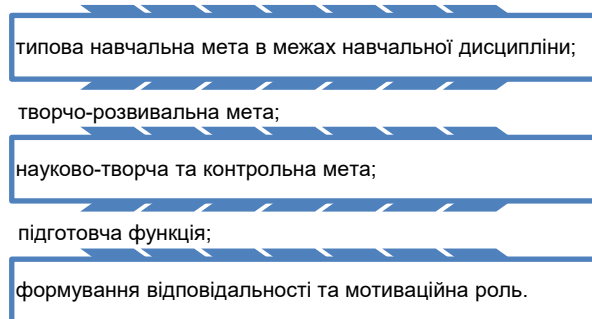 типова навчальна мета в межах навчальної дисципліни;
творчо-розвивальна мета;
науково-творча та контрольна мета;
підготовча функція;
формування відповідальності та мотиваційна роль.